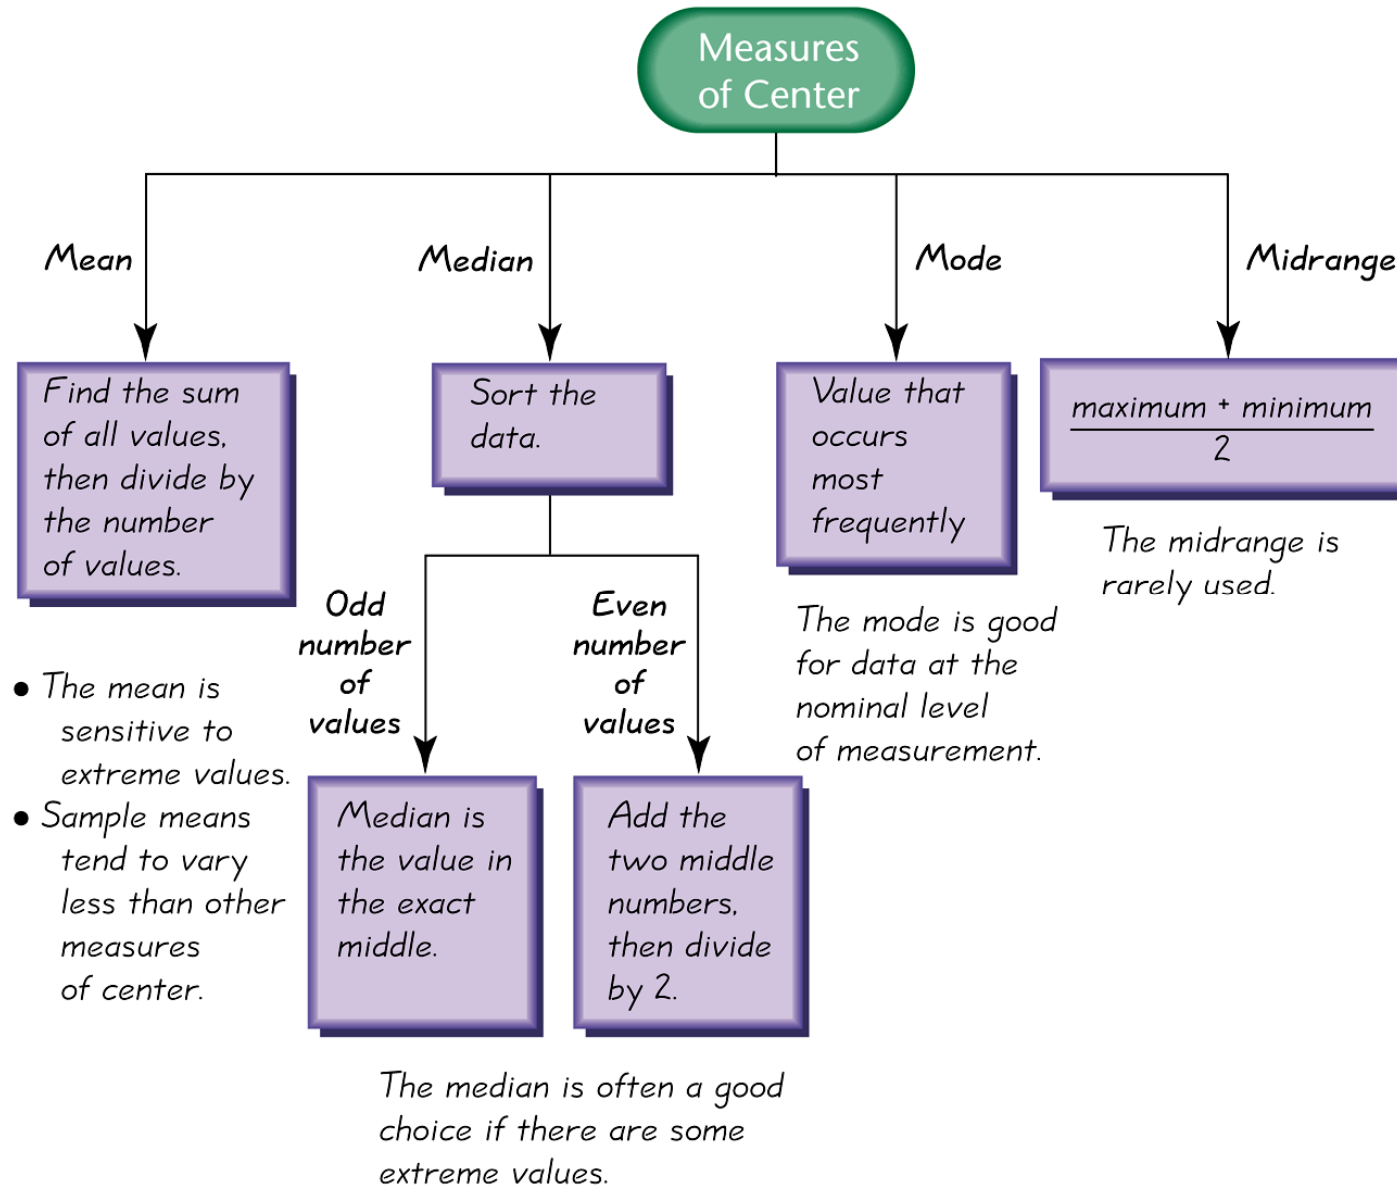 Measures
of Center
Mean
Median
Mode
Midrange
Find the sum
of all values,
then divide by
the number
of values.
Sort the
data.
Value that
occurs
most
frequently
maximum + minimum
2
The midrange is
rarely used.
The mode is good
for data at the
nominal level
of measurement.
• The mean is
sensitive to
extreme values.
• Sample means
tend to vary
less than other
measures
of center.
Odd
number
of
values
Even
number
of
values
Median is
the value in
the exact
middle.
Add the
two middle
numbers,
then divide
by 2.
The median is often a good
choice if there are some
extreme values.